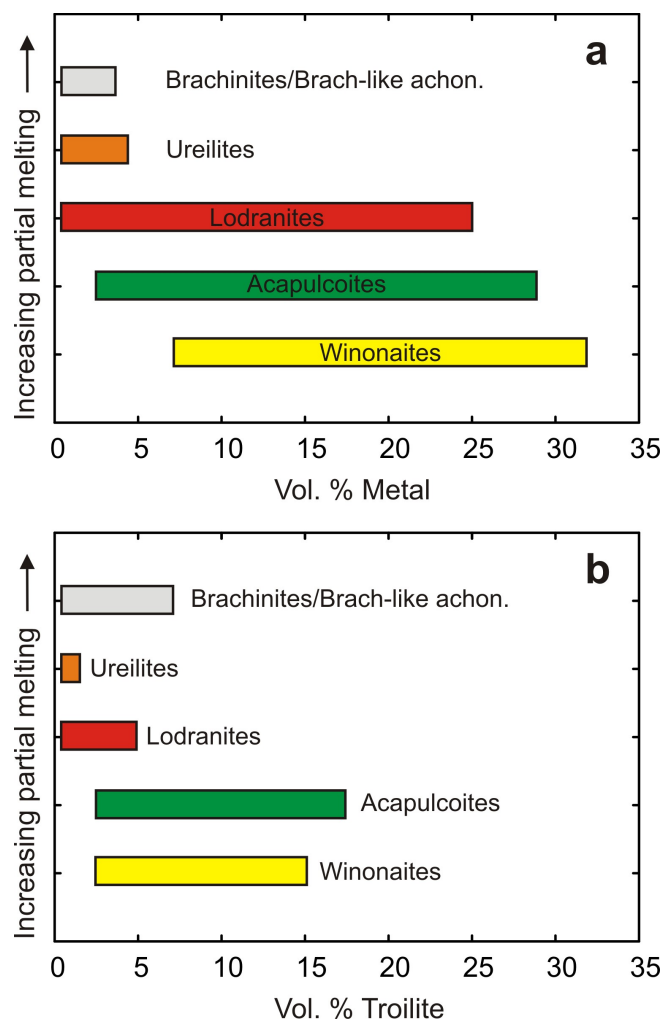 a
Increasing partial melting
Brachinites/Brach-like achon.
Ureilites
Lodranites
Acapulcoites
Winonaites
0 5 10 15 20 25 30 35
Vol. % Metal
b
Increasing partial melting
Brachinites/Brach-like achon.
Ureilites
Lodranites
Acapulcoites
Winonaites
0 5 10 15 20 25 30 35
Vol. % Troilite